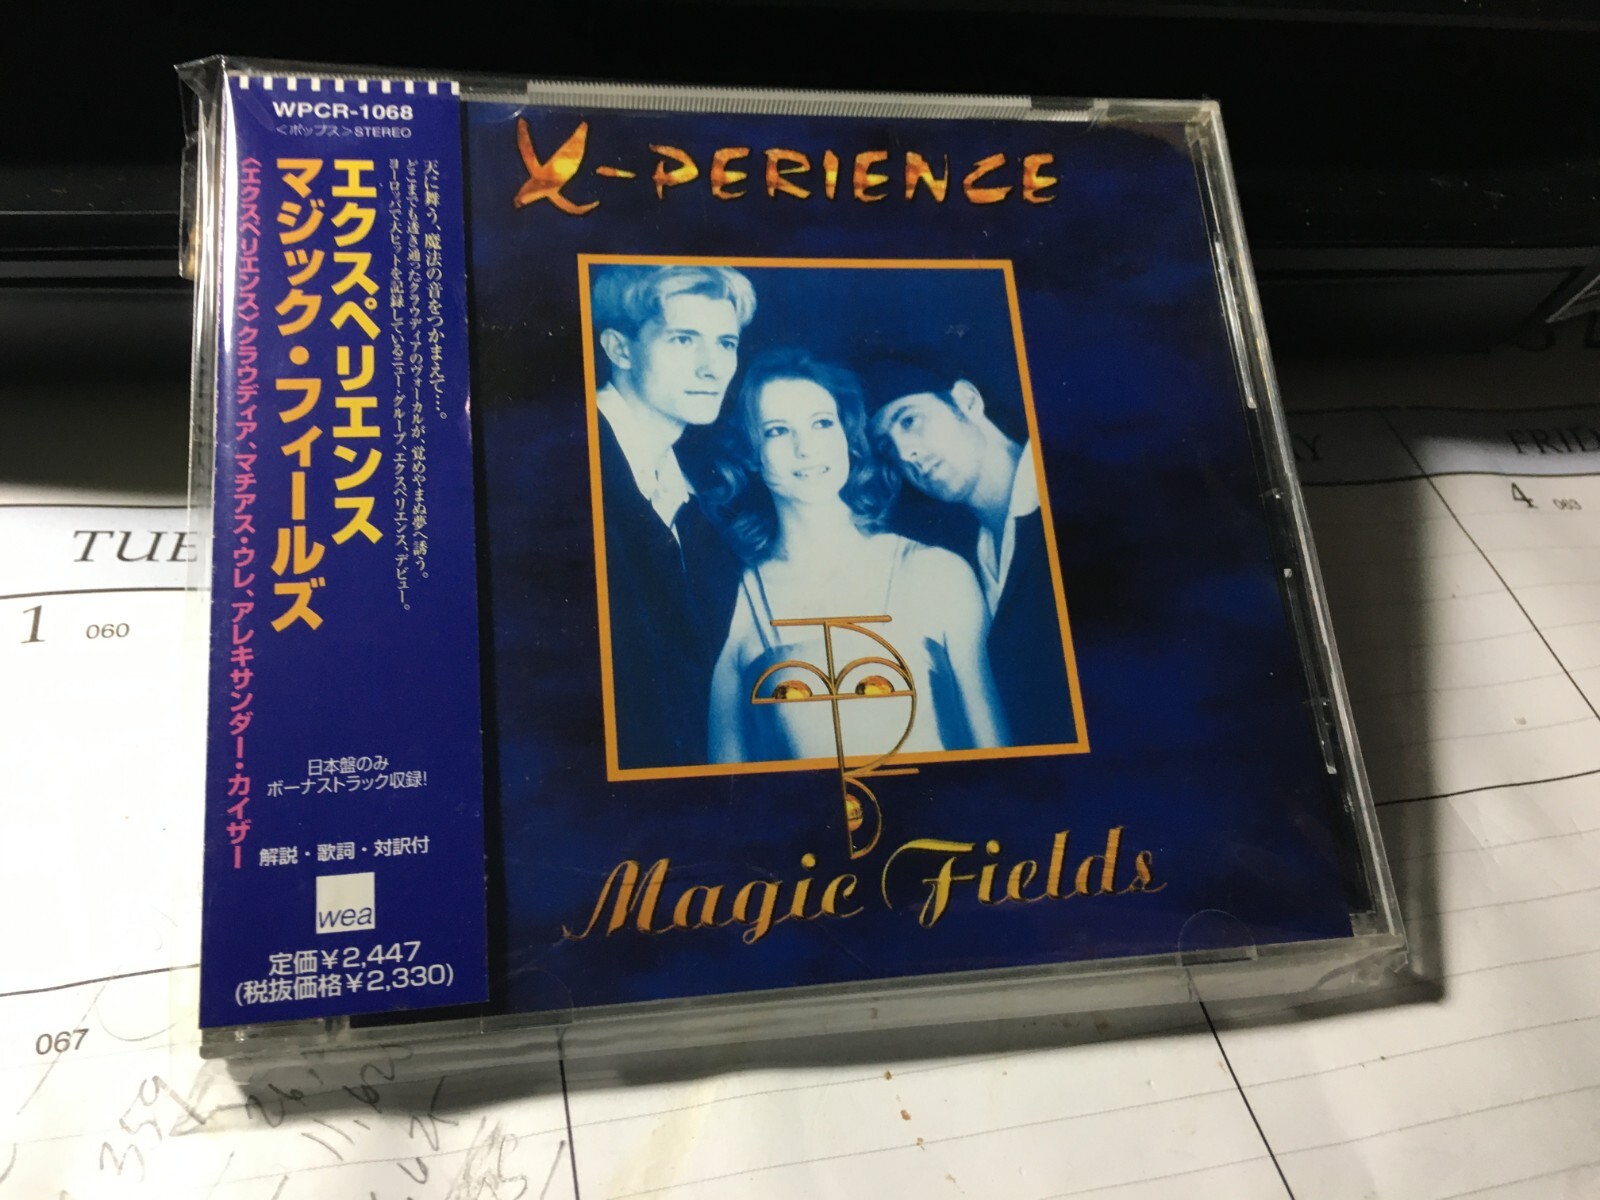 WPCR-1068
<ポップス>STEREO
天に舞う、魔法の音をつかまえて…。
どこまでも透き通ったクラウディアのヴォーカルが、覚めやまぬ夢へ誘う。
ヨーロッパで大ヒットを記録しているニュー・グループ、エクスペリエンス、デビュー。
エクスペリエンス
マジック・フィールズ
〈エクスペリエンス〉クラウディア、マチアス・ウレ、アレキサンダー・カイザー
日本盤のみ
ボーナストラック収録!
解説・歌詞・対訳付
wea
定価¥2,447
(税抜価格¥2,330)
X-PERIENCE
Magic Fields
TUE
1 060
FRID
4 063
067
359